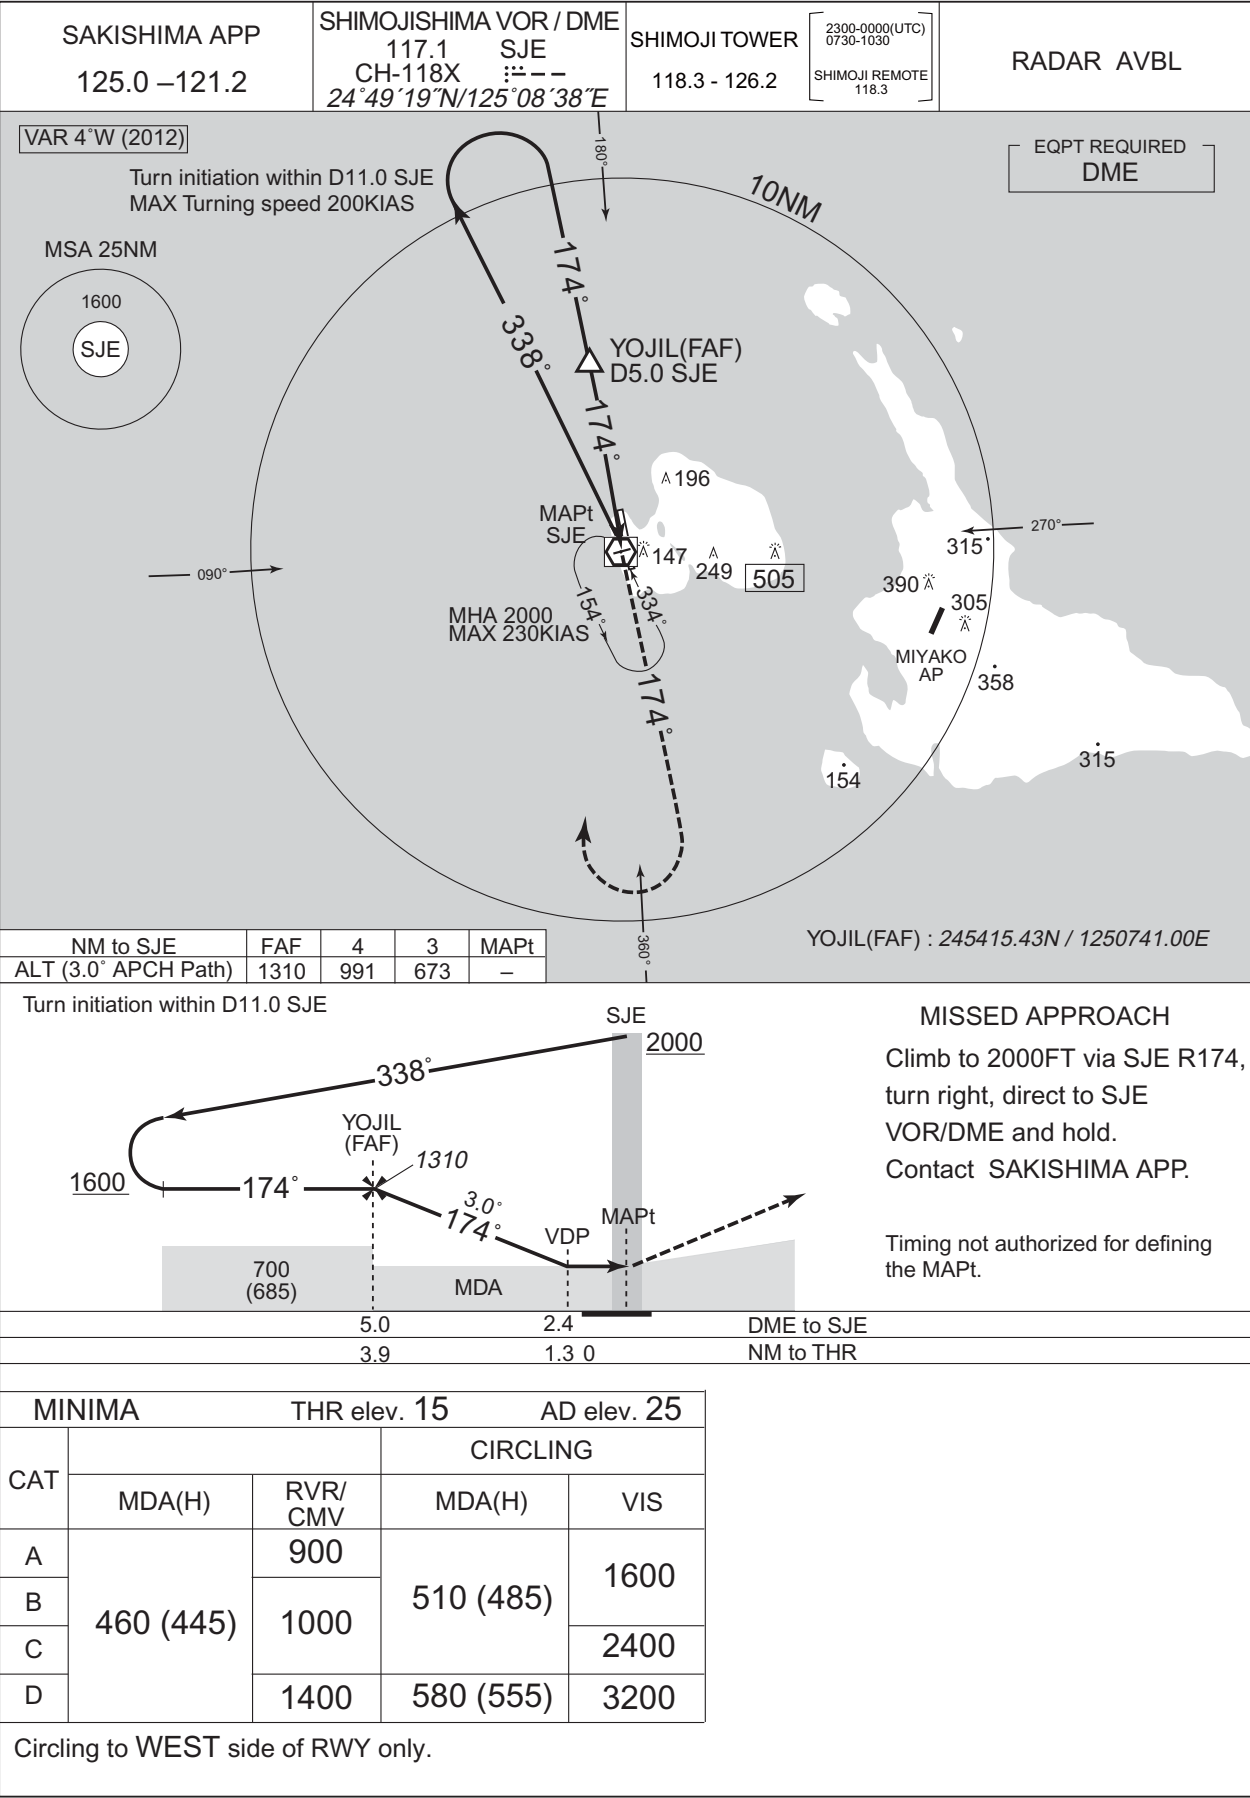 SAKISHIMA APP
125.0 –121.2
SHIMOJISHIMA VOR / DME
117.1 SJE
CH-118X
24˚49´19˝N/125˚08´38˝E
SHIMOJI TOWER
118.3 - 126.2
2300-0000(UTC)
0730-1030
SHIMOJI REMOTE
118.3
RADAR AVBL
VAR 4˚W (2012)
EQPT REQUIRED
DME
Turn initiation within D11.0 SJE
MAX Turning speed 200KIAS
180°
10NM
MSA 25NM
1600
SJE
174°
338°
YOJIL(FAF)
D5.0 SJE
174°
196
MAPt
SJE
147
249
505
270°
315
090°
390
305
154°
334°
MHA 2000
MAX 230KIAS
MIYAKO
AP
358
174°
315
154
360°
YOJIL(FAF) : 245415.43N / 1250741.00E
NM to SJE FAF 4 3 MAPt
ALT (3.0˚ APCH Path) 1310 991 673 –
Turn initiation within D11.0 SJE
SJE
2000
338°
YOJIL
(FAF)
1310
1600
174°
3.0°
174°
VDP
MAPt
700
(685)
MDA
5.0 2.4 DME to SJE
3.9 1.3 0 NM to THR
MISSED APPROACH
Climb to 2000FT via SJE R174,
turn right, direct to SJE
VOR/DME and hold.
Contact SAKISHIMA APP.
Timing not authorized for defining
the MAPt.
MINIMA THR elev. 15 AD elev. 25
CAT
CIRCLING
MDA(H)
RVR/
CMV
MDA(H)
VIS
A
B
C
D
460 (445)
900
1000
1400
510 (485)
580 (555)
1600
2400
3200
Circling to WEST side of RWY only.